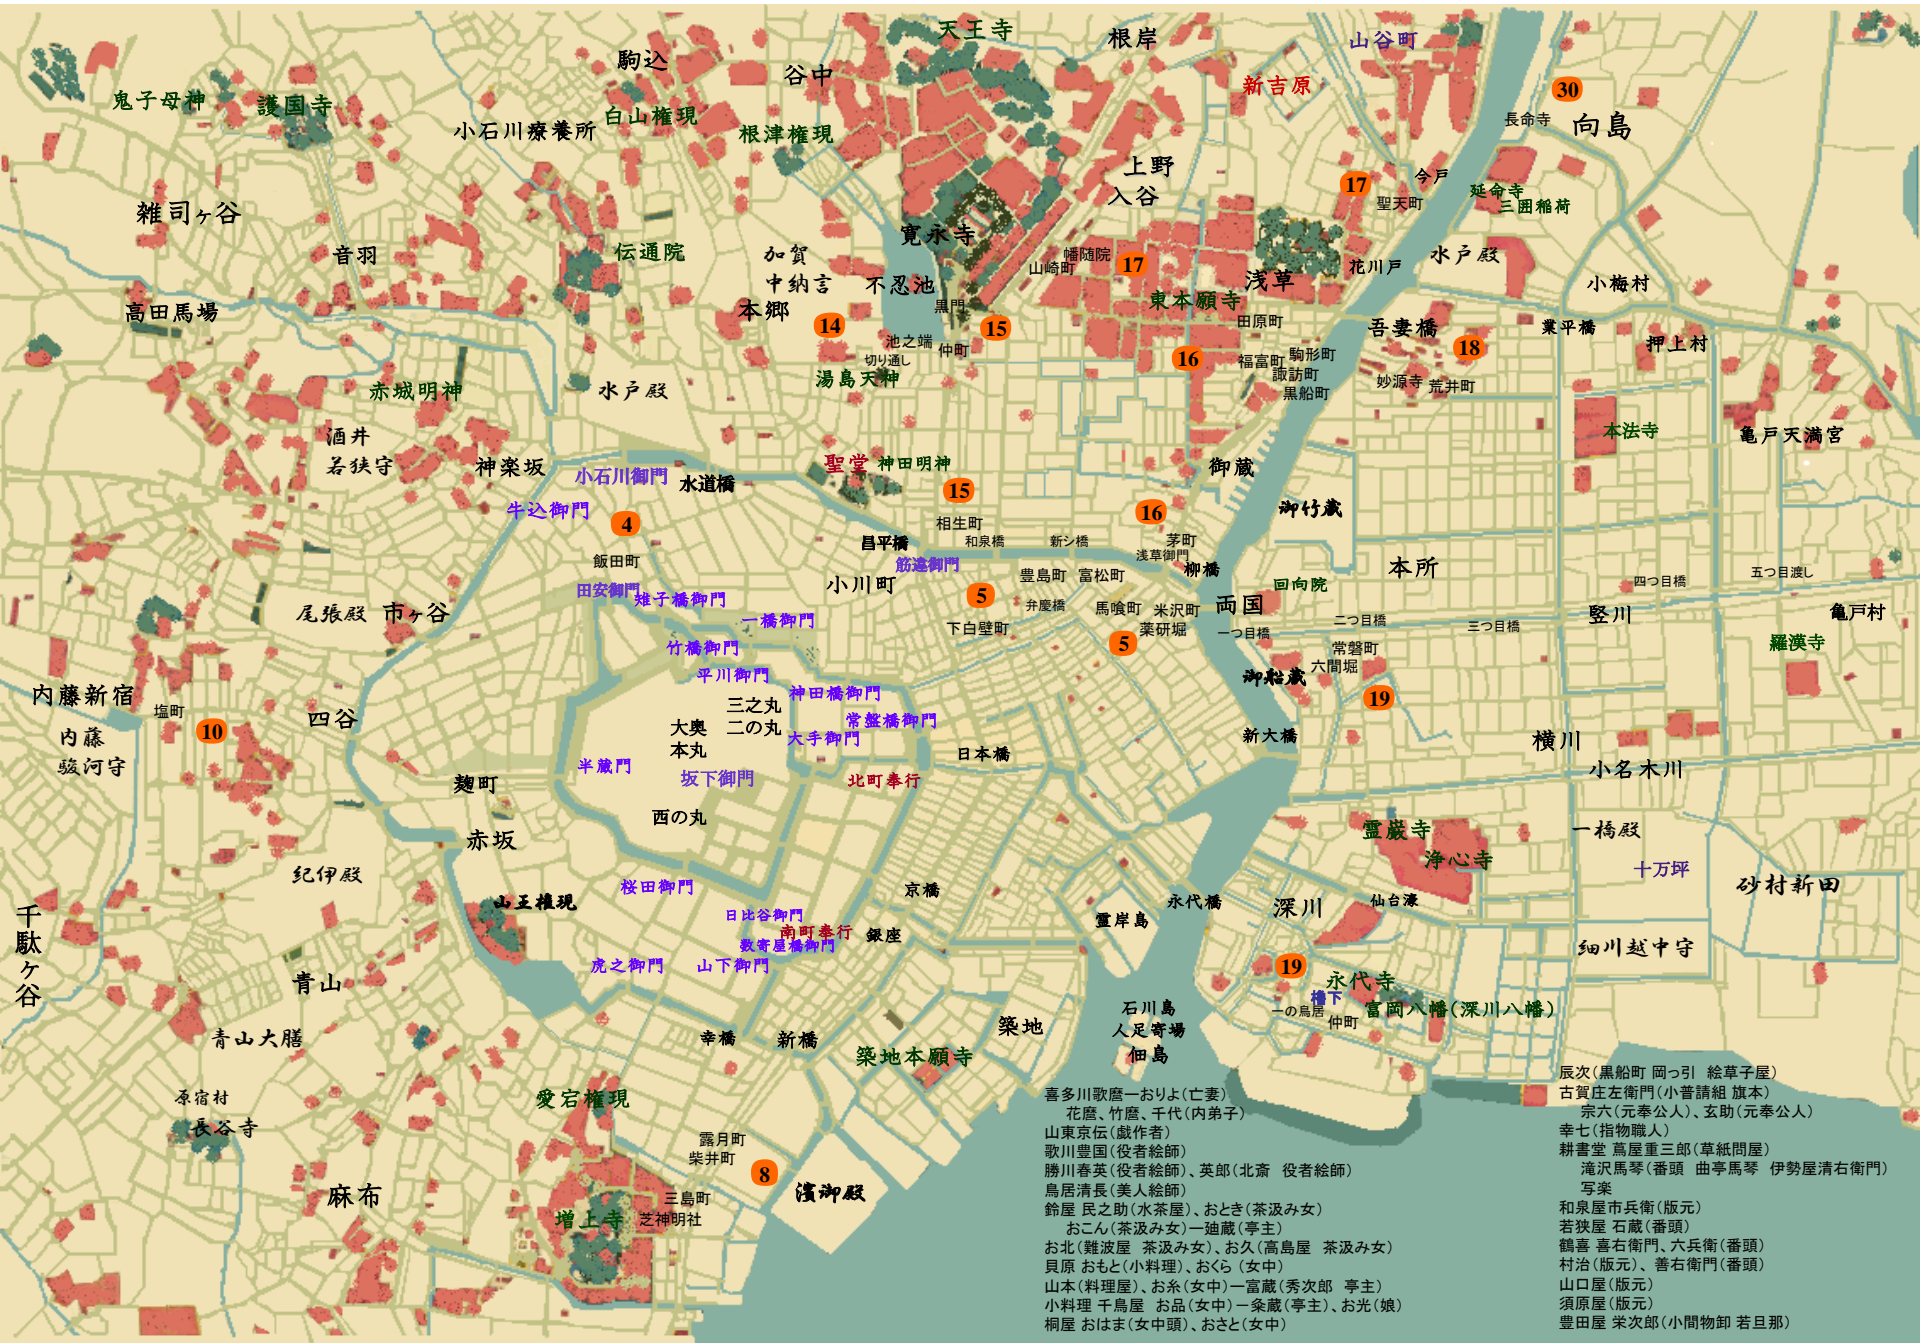 天王寺
根岸
山谷町
駒込
谷中
新吉原
30
鬼子母神
護国寺
白山権現
長命寺
向島
小石川療養所
根津権現
上野
入谷
17
今戸
延命寺
三囲稲荷
聖天町
雑司ヶ谷
寛永寺
音羽
伝通院
加賀
中納言
不忍池
幡随院
山崎町
17
浅草
花川戸
水戸殿
小梅村
高田馬場
本郷
14
黒門
15
東本願寺
田原町
吾妻橋
業平橋
押上村
池之端
仲町
切り通し
16
福富町
駒形町
諏訪町
黒船町
18
妙源寺
荒井町
湯島天神
赤城明神
水戸殿
酒井
若狭守
神楽坂
小石川御門
水道橋
聖堂
神田明神
御蔵
本法寺
亀戸天満宮
牛込御門
4
15
16
御竹蔵
相生町
飯田町
昌平橋
和泉橋
新シ橋
茅町
浅草御門
柳橋
筋違御門
小川町
豊島町
富松町
本所
回向院
四つ目橋
五つ目渡し
田安御門
雉子橋御門
5
弁慶橋
馬喰町
米沢町
両国
尾張殿
市ヶ谷
一橋御門
下白壁町
薬研堀
5
一つ目橋
二つ目橋
三つ目橋
竪川
亀戸村
羅漢寺
竹橋御門
常磐町
六間堀
平川御門
御船蔵
19
内藤新宿
塩町
10
四谷
神田橋御門
三之丸
二の丸
大奥
本丸
常盤橋御門
大手御門
日本橋
新大橋
横川
内藤
駿河守
半蔵門
坂下御門
北町奉行
小名木川
麹町
西の丸
赤坂
霊巌寺
浄心寺
一橋殿
十万坪
砂村新田
紀伊殿
桜田御門
京橋
山王権現
日比谷御門
南町奉行
数寄屋橋御門
銀座
霊岸島
永代橋
深川
仙台濠
細川越中守
千駄ヶ谷
虎之御門
山下御門
19
永代寺
櫓下
一の鳥居
仲町
富岡八幡(深川八幡)
青山
青山大膳
幸橋
新橋
築地
築地本願寺
石川島
人足寄場
佃島
原宿村
長谷寺
愛宕権現
露月町
柴井町
8
濱御殿
麻布
三島町
芝神明社
増上寺
喜多川歌麿ーおりよ(亡妻)
花麿、竹麿、千代(内弟子)
山東京伝(戯作者)
歌川豊国(役者絵師)
勝川春英(役者絵師)、英郎(北斎　役者絵師)
鳥居清長(美人絵師)
鈴屋 民之助(水茶屋)、おとき(茶汲み女)
おこん(茶汲み女)ー廸蔵(亭主)
お北(難波屋　茶汲み女)、お久(高島屋　茶汲み女)
貝原 おもと(小料理)、おくら (女中)
山本(料理屋)、お糸(女中)ー富蔵(秀次郎　亭主)
小料理 千鳥屋　お品(女中)ー粂蔵(亭主)、お光(娘)
桐屋 おはま(女中頭)、おさと(女中)
辰次(黒船町 岡っ引　絵草子屋)
古賀庄左衛門(小普請組 旗本)
宗六(元奉公人)、玄助(元奉公人)
幸七(指物職人)
耕書堂 蔦屋重三郎(草紙問屋)
滝沢馬琴(番頭　曲亭馬琴　伊勢屋清右衛門)
写楽
和泉屋市兵衛(版元)
若狭屋 石蔵(番頭)
鶴喜 喜右衛門、六兵衛(番頭)
村治(版元)、善右衛門(番頭)
山口屋(版元)
須原屋(版元)
豊田屋 栄次郎(小間物卸 若旦那)